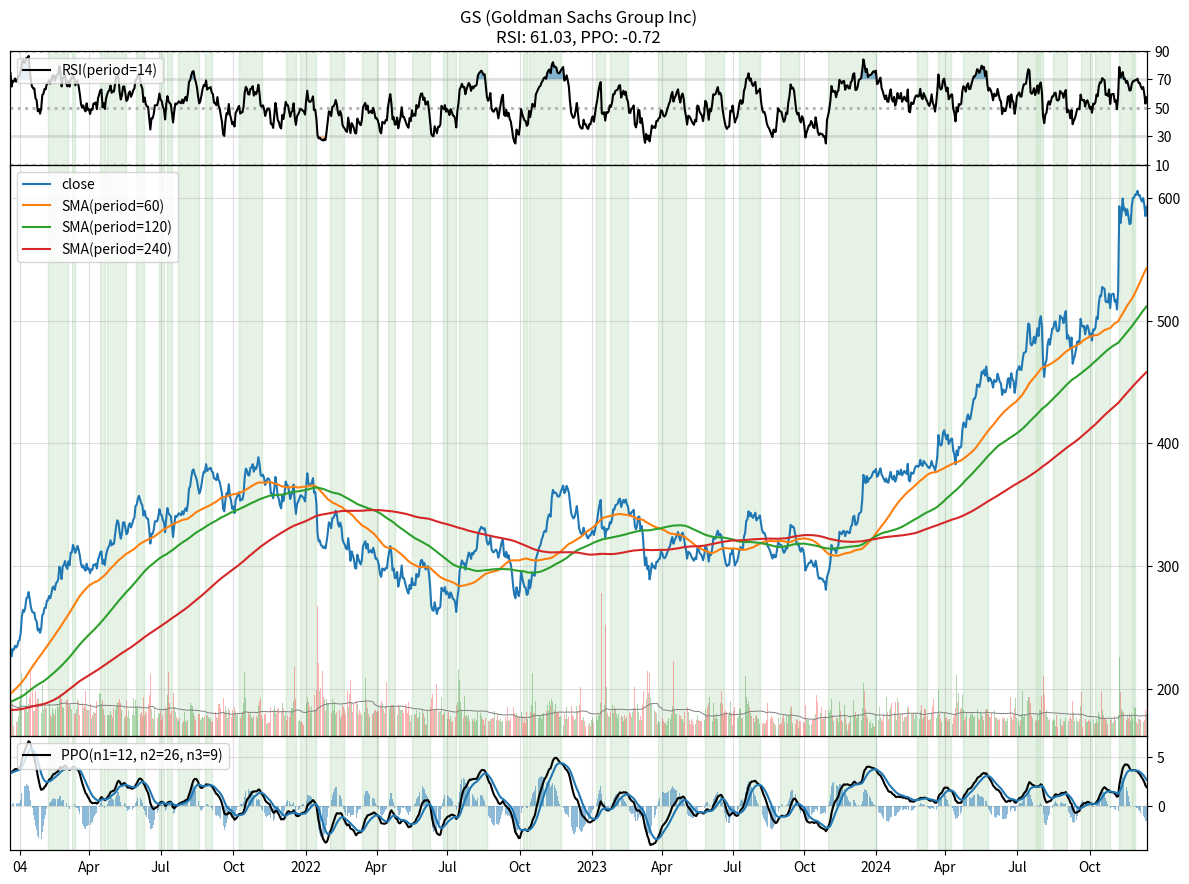 GS (Goldman Sachs Group Inc)
RSI: 61.03, PPO: -0.72
RSI(period=14)
90
70
50
30
10
close
SMA(period=60)
SMA(period=120)
SMA(period=240)
600
500
400
300
200
PPO(n1=12, n2=26, n3=9)
5
0
04 Apr Jul Oct 2022 Apr Jul Oct 2023 Apr Jul Oct 2024 Apr Jul Oct